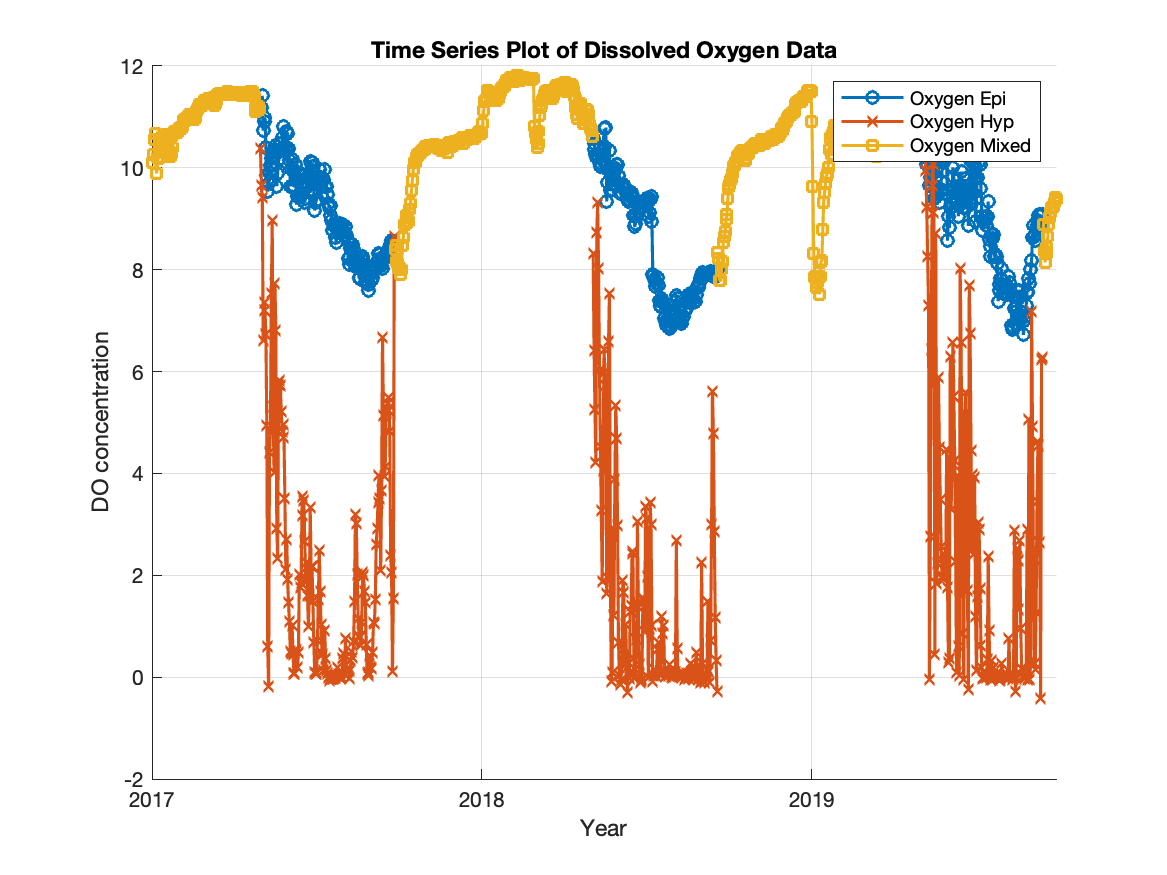 Time Series Plot of Dissolved Oxygen Data
12
10
8
6
4
2
0
-2
DO concentration
Oxygen Epi
Oxygen Hyp
Oxygen Mixed
2017
2018
2019
Year